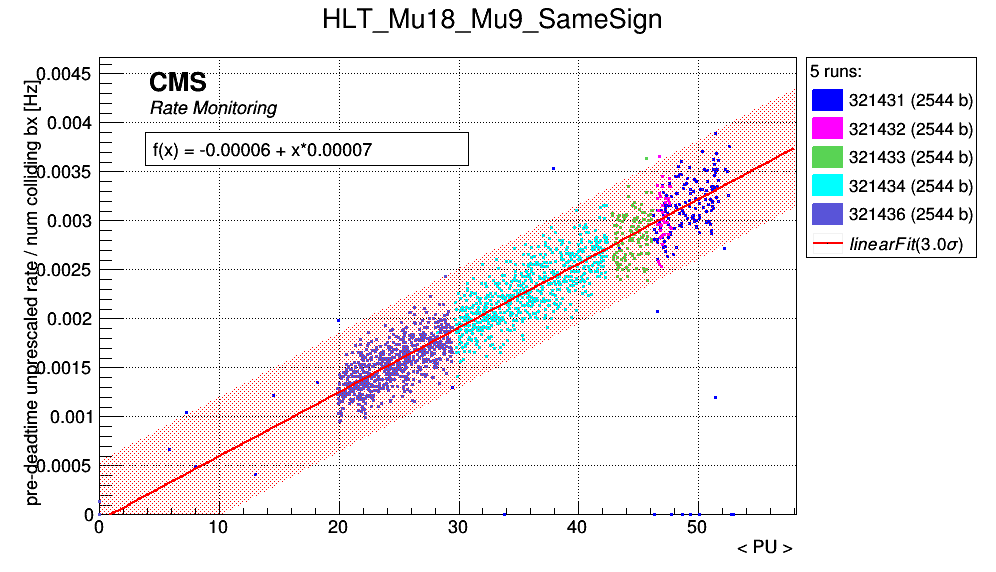 HLT_Mu18_Mu9_SameSign
pre-deadtime unprescaled rate / num colliding bx [Hz]
0.0045
0.004
0.0035
0.003
0.0025
0.002
0.0015
0.001
0.0005
0
CMS
Rate Monitoring
f(x) = -0.00006 + x*0.00007
0 10 20 30 40 50
< PU >
5 runs:
321431 (2544 b)
321432 (2544 b)
321433 (2544 b)
321434 (2544 b)
321436 (2544 b)
linearFit(3.0σ)